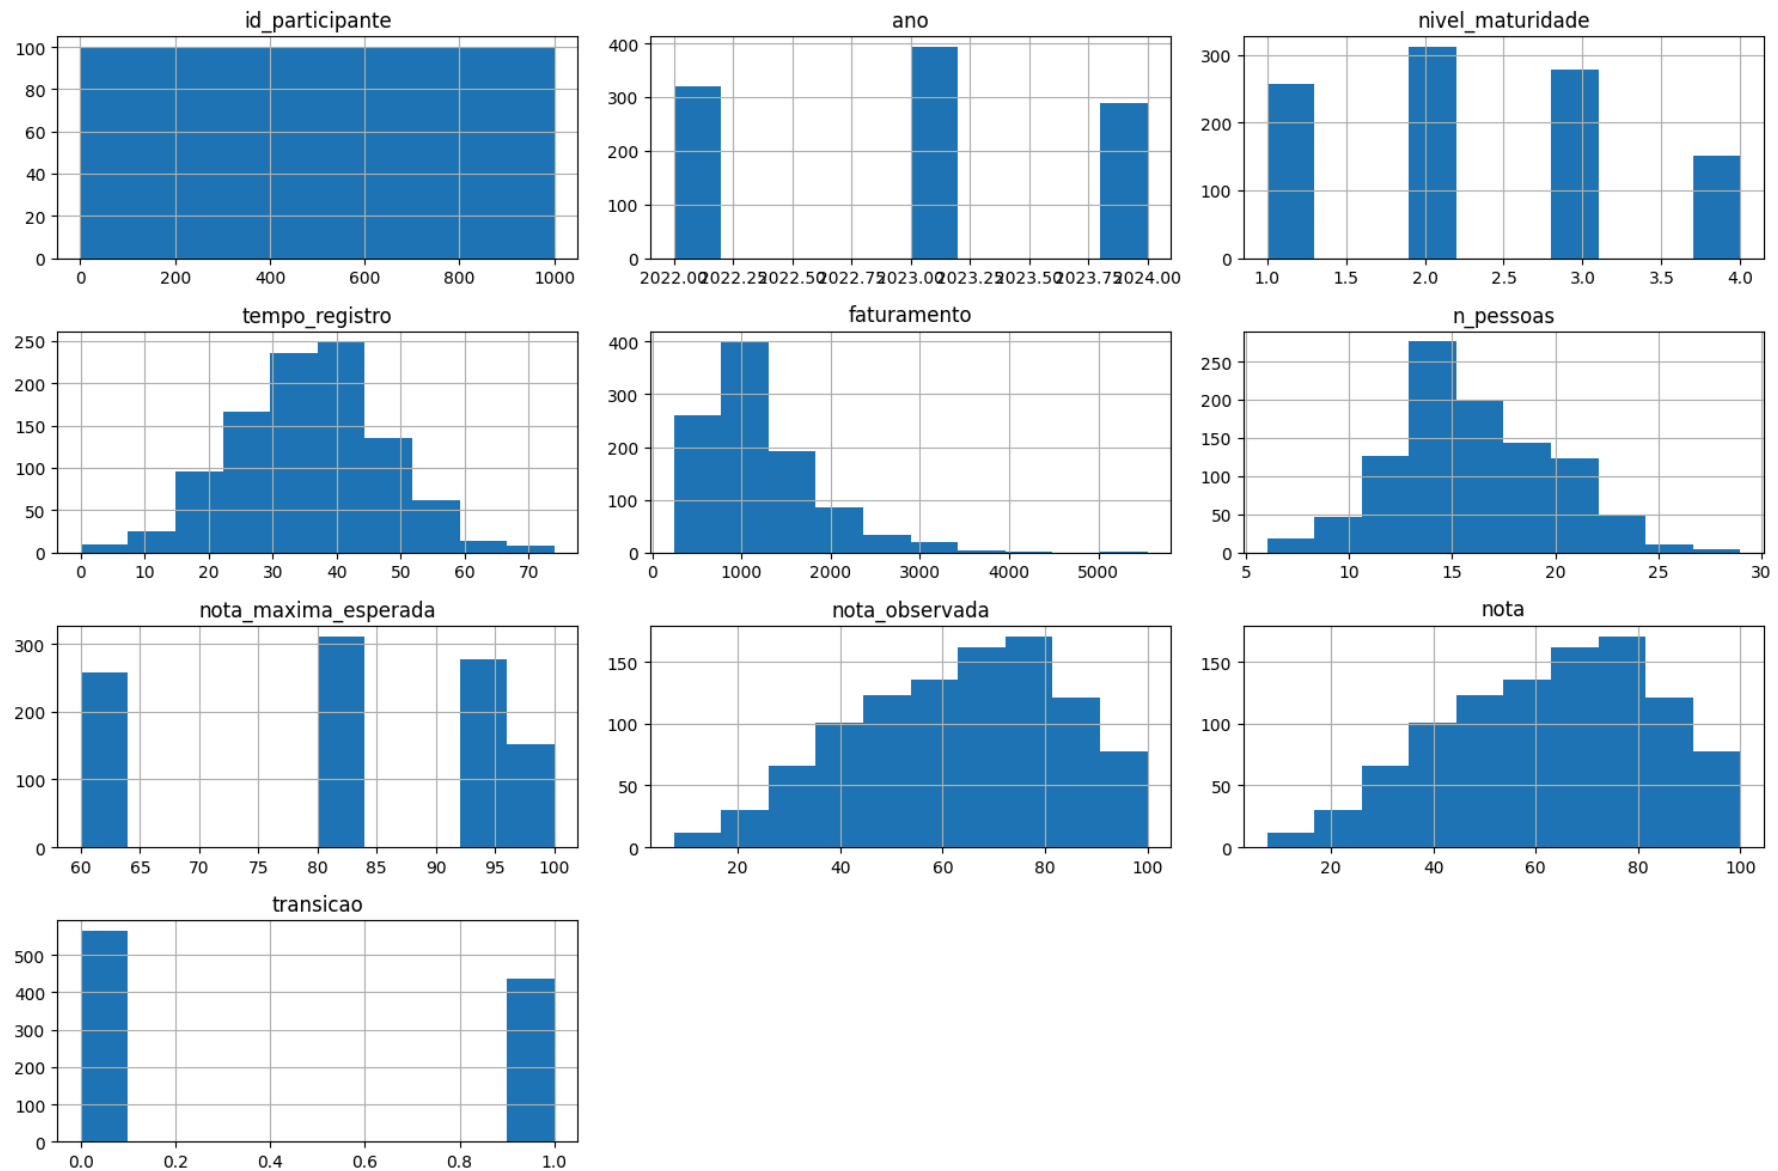 id_participante
100
80
60
40
20
0
0 200 400 600 800 1000
ano
400
300
200
100
0
2022.00 2022.25 2022.50 2022.75 2023.00 2023.25 2023.50 2023.75 2024.00
nivel_maturidade
300
200
100
0
1.0 1.5 2.0 2.5 3.0 3.5 4.0
tempo_registro
250
200
150
100
50
0
0 10 20 30 40 50 60 70
faturamento
400
300
200
100
0
0 1000 2000 3000 4000 5000
n_pessoas
250
200
150
100
50
0
5 10 15 20 25 30
nota_maxima_esperada
300
200
100
0
60 65 70 75 80 85 90 95 100
nota_observada
150
100
50
0
20 40 60 80 100
nota
150
100
50
0
20 40 60 80 100
transicao
500
400
300
200
100
0
0.0 0.2 0.4 0.6 0.8 1.0